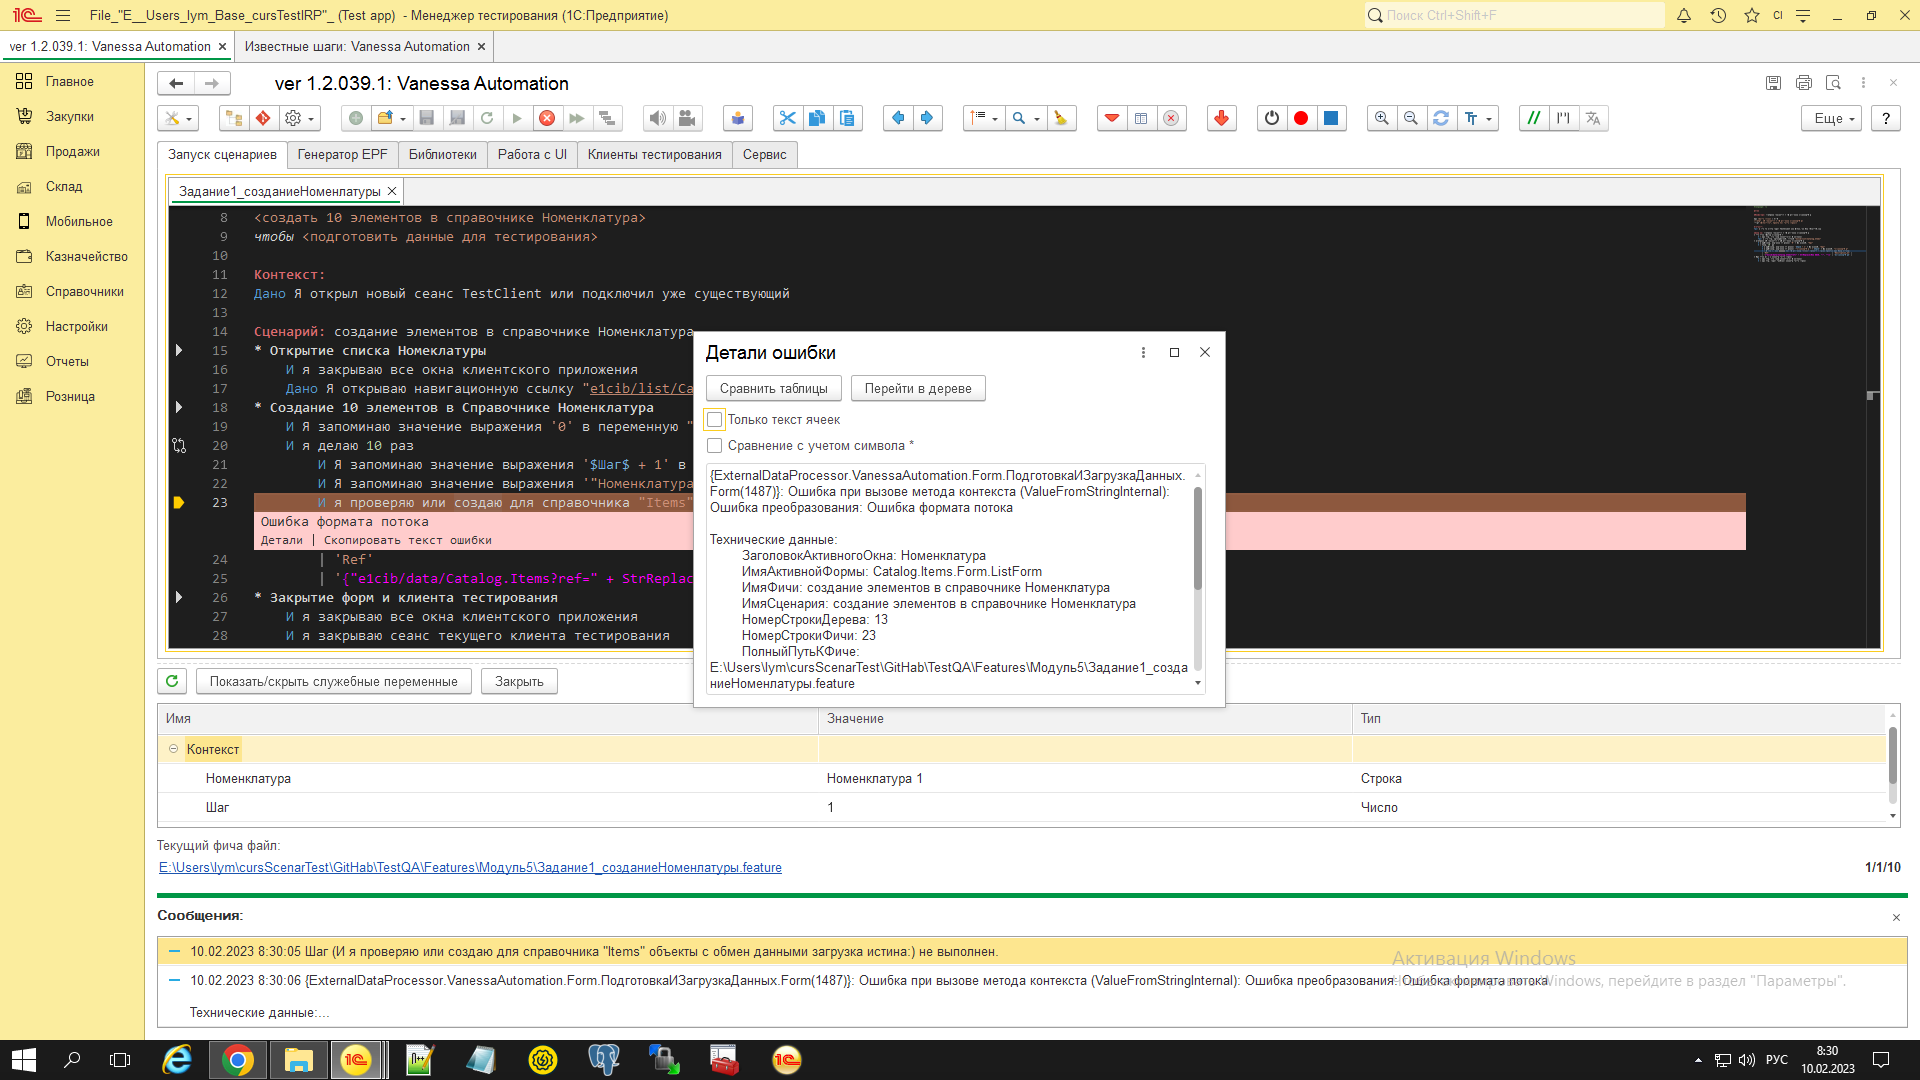 File_"E__Users_lym_Base_cursTestIRP"_ (Test app) - Менеджер тестирования (1С:Предприятие)
Поиск Ctrl+Shift+F
CI
ver 1.2.039.1: Vanessa Automation
Известные шаги: Vanessa Automation
Главное
Закупки
Продажи
Склад
Мобильное
Казначейство
Справочники
Настройки
Отчеты
Розница
ver 1.2.039.1: Vanessa Automation
Еще
?
Запуск сценариев
Генератор EPF
Библиотеки
Работа с UI
Клиенты тестирования
Сервис
Задание1_созданиеНоменлатуры
8 <создать 10 элементов в справочнике Номенклатура>
9 чтобы <подготовить данные для тестирования>
10
11 Контекст:
12 Дано Я открыл новый сеанс TestClient или подключил уже существующий
13
14 Сценарий: создание элементов в справочнике Номенклатура
15 * Открытие списка Номеклатуры
16 И я закрываю все окна клиентского приложения
17 Дано Я открываю навигационную ссылку "e1cib/list/Ca
18 * Создание 10 элементов в Справочнике Номенклатура
19 И Я запоминаю значение выражения '0' в переменную "
20 И я делаю 10 раз
21 И Я запоминаю значение выражения '$Шаг$ + 1' в
22 И Я запоминаю значение выражения '"Номенклатура
23 И я проверяю или создаю для справочника "Items"
Ошибка формата потока
Детали | Скопировать текст ошибки
24 | 'Ref'
25 | '{"e1cib/data/Catalog.Items?ref=" + StrReplac
26 * Закрытие форм и клиента тестирования
27 И я закрываю все окна клиентского приложения
28 И я закрываю сеанс текущего клиента тестирования
Детали ошибки
Сравнить таблицы
Перейти в дереве
Только текст ячеек
Сравнение с учетом символа *
{ExternalDataProcessor.VanessaAutomation.Form.ПодготовкаИЗагрузкаДанных.
Form(1487)}: Ошибка при вызове метода контекста (ValueFromStringInternal):
Ошибка преобразования: Ошибка формата потока
Технические данные:
ЗаголовокАктивногоОкна: Номенклатура
ИмяАктивнойФормы: Catalog.Items.Form.ListForm
ИмяФичи: создание элементов в справочнике Номенклатура
ИмяСценария: создание элементов в справочнике Номенклатура
НомерСтрокиДерева: 13
НомерСтрокиФичи: 23
ПолныйПутьКФиче:
E:\Users\lym\cursScenarTest\GitHab\TestQA\Features\Модуль5\Задание1_созда
ниеНоменлатуры.feature
Показать/скрыть служебные переменные
Закрыть
Имя
Значение
Тип
Контекст
Номенклатура
Номенклатура 1
Строка
Шаг
1
Число
Текущий фича файл:
E:\Users\lym\cursScenarTest\GitHab\TestQA\Features\Модуль5\Задание1_созданиеНоменлатуры.feature
1/1/10
Сообщения:
10.02.2023 8:30:05 Шаг (И я проверяю или создаю для справочника "Items" объекты с обмен данными загрузка истина:) не выполнен.
Активация Windows
10.02.2023 8:30:06 {ExternalDataProcessor.VanessaAutomation.Form.ПодготовкаИЗагрузкаДанных.Form(1487)}: Ошибка при вызове метода контекста (ValueFromStringInternal): Ошибка преобразования: Ошибка формата потока
Windows, перейдите в раздел "Параметры".
Технические данные:...
РУС
8:30
10.02.2023